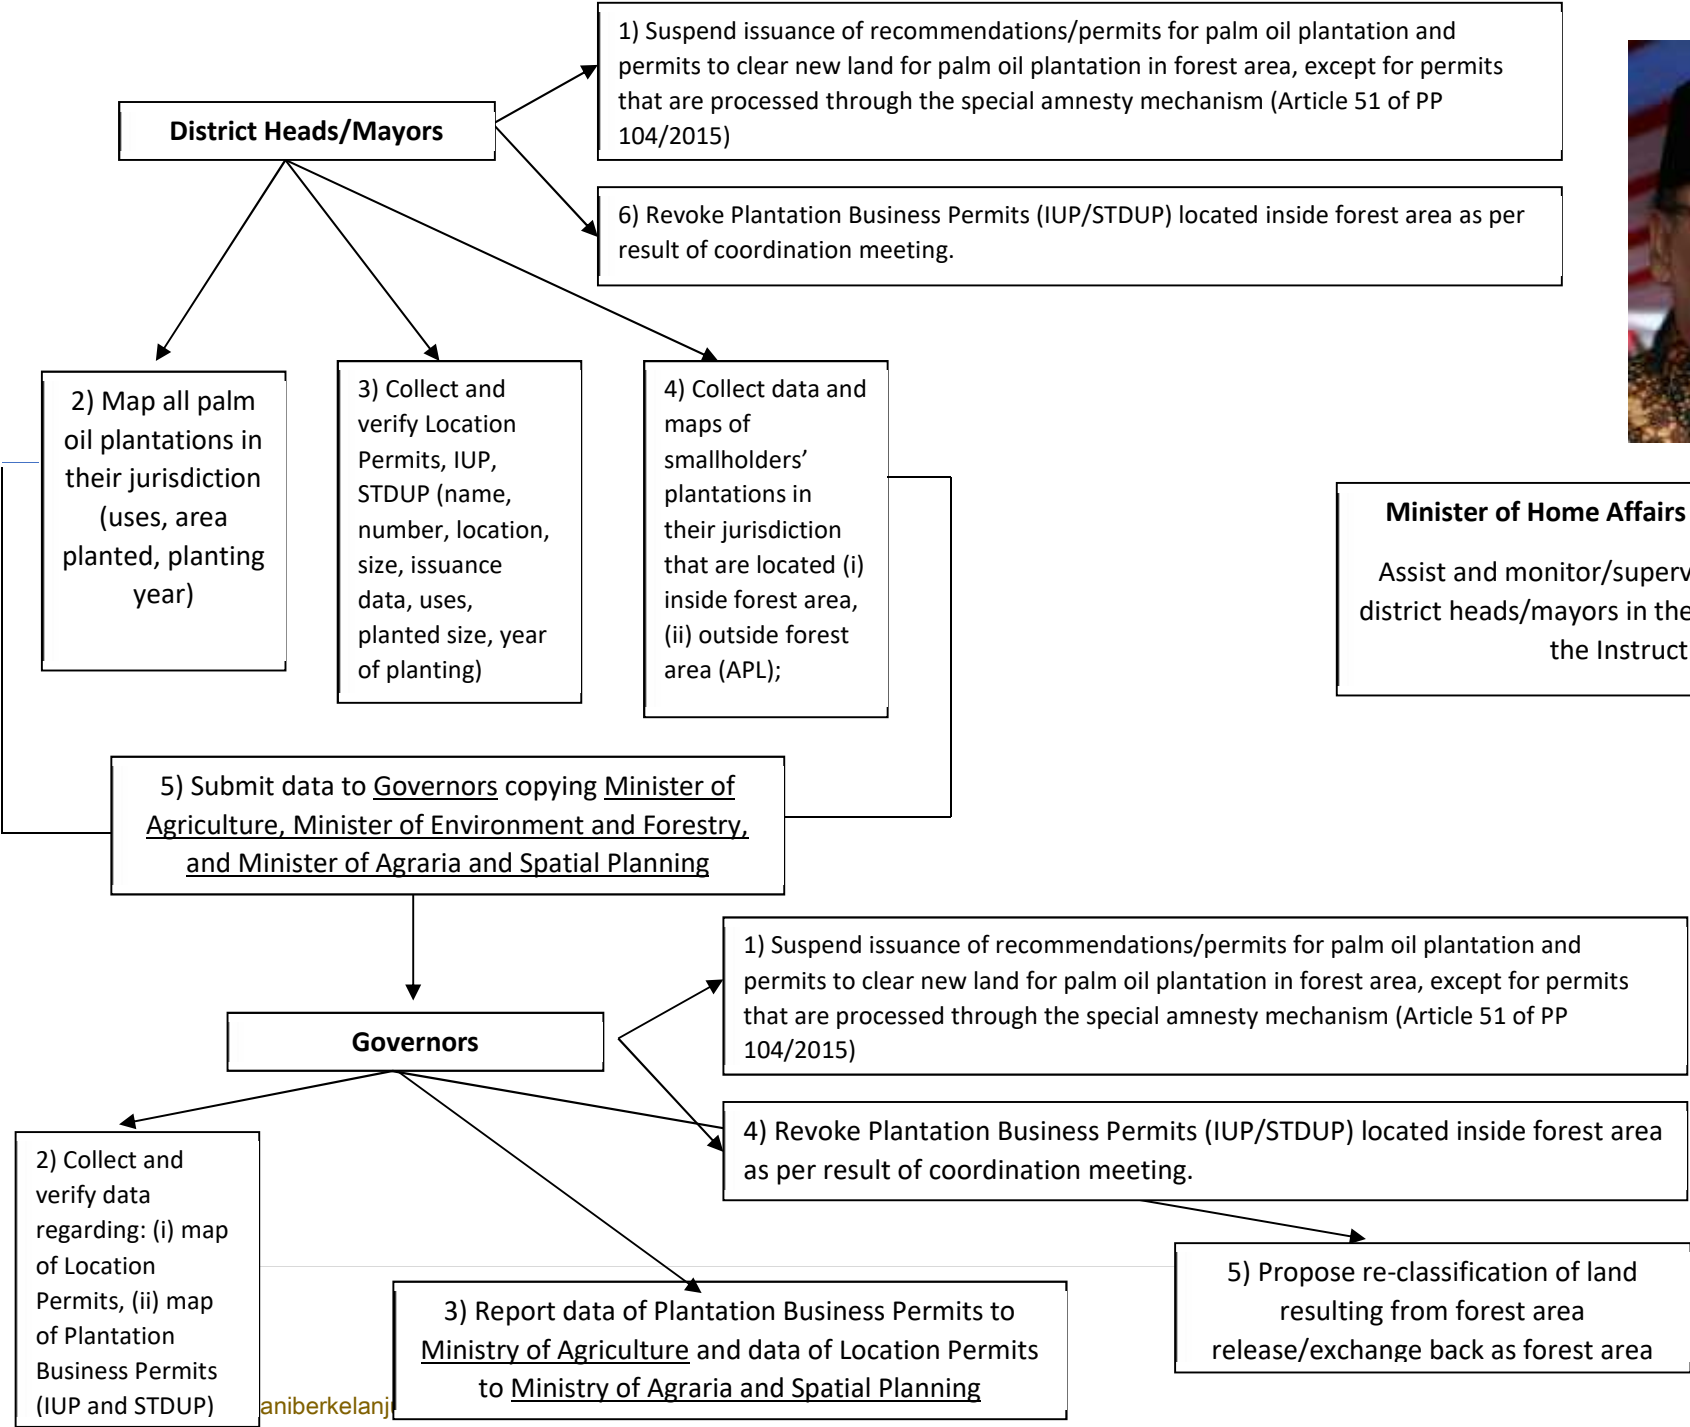 1) Suspend issuance of recommendations/permits for palm oil plantation and
permits to clear new land for palm oil plantation in forest area, except for permits
that are processed through the special amnesty mechanism (Article 51 of PP
104/2015)
District Heads/Mayors
6) Revoke Plantation Business Permits (IUP/STDUP) located inside forest area as per
result of coordination meeting.
2) Map all palm
oil plantations in
their jurisdiction
(uses, area
planted, planting
year)
3) Collect and
verify Location
Permits, IUP,
STDUP (name,
number, location,
size, issuance
data, uses,
planted size, year
of planting)
4) Collect data and
maps of
smallholders’
plantations in
their jurisdiction
that are located (i)
inside forest area,
(ii) outside forest
area (APL);
Minister of Home Affairs
Assist and monitor/superv
district heads/mayors in the
the Instruct
5) Submit data to Governors copying Minister of
Agriculture, Minister of Environment and Forestry,
and Minister of Agraria and Spatial Planning
1) Suspend issuance of recommendations/permits for palm oil plantation and
permits to clear new land for palm oil plantation in forest area, except for permits
that are processed through the special amnesty mechanism (Article 51 of PP
104/2015)
Governors
4) Revoke Plantation Business Permits (IUP/STDUP) located inside forest area
as per result of coordination meeting.
2) Collect and
verify data
regarding: (i) map
of Location
Permits, (ii) map
of Plantation
Business Permits
(IUP and STDUP)
3) Report data of Plantation Business Permits to
Ministry of Agriculture and data of Location Permits
to Ministry of Agraria and Spatial Planning
5) Propose re-classification of land
resulting from forest area
release/exchange back as forest area
aniberkelanj